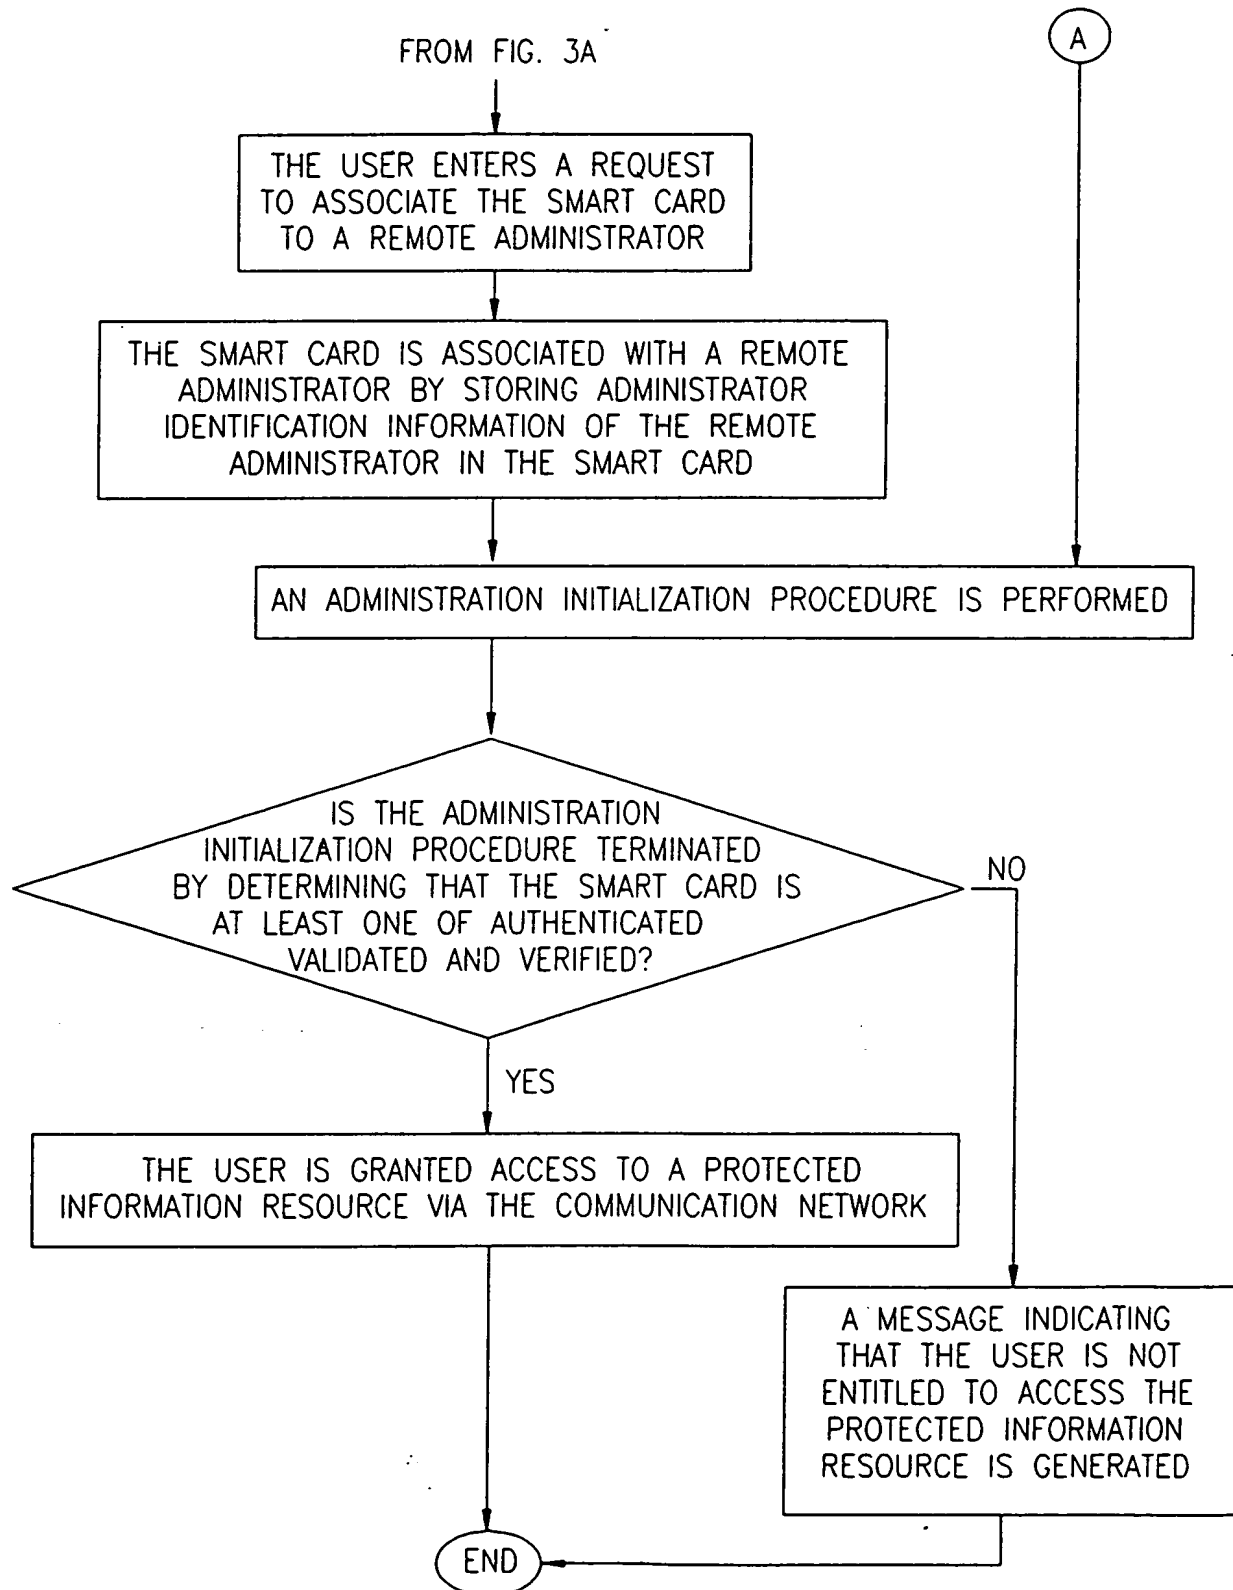 FROM FIG. 3A
A
THE USER ENTERS A REQUEST
TO ASSOCIATE THE SMART CARD
TO A REMOTE ADMINISTRATOR
THE SMART CARD IS ASSOCIATED WITH A REMOTE
ADMINISTRATOR BY STORING ADMINISTRATOR
IDENTIFICATION INFORMATION OF THE REMOTE
ADMINISTRATOR IN THE SMART CARD
AN ADMINISTRATION INITIALIZATION PROCEDURE IS PERFORMED
IS THE ADMINISTRATION
INITIALIZATION PROCEDURE TERMINATED
BY DETERMINING THAT THE SMART CARD IS
AT LEAST ONE OF AUTHENTICATED
VALIDATED AND VERIFIED?
NO
YES
THE USER IS GRANTED ACCESS TO A PROTECTED
INFORMATION RESOURCE VIA THE COMMUNICATION NETWORK
A MESSAGE INDICATING
THAT THE USER IS NOT
ENTITLED TO ACCESS THE
PROTECTED INFORMATION
RESOURCE IS GENERATED
END